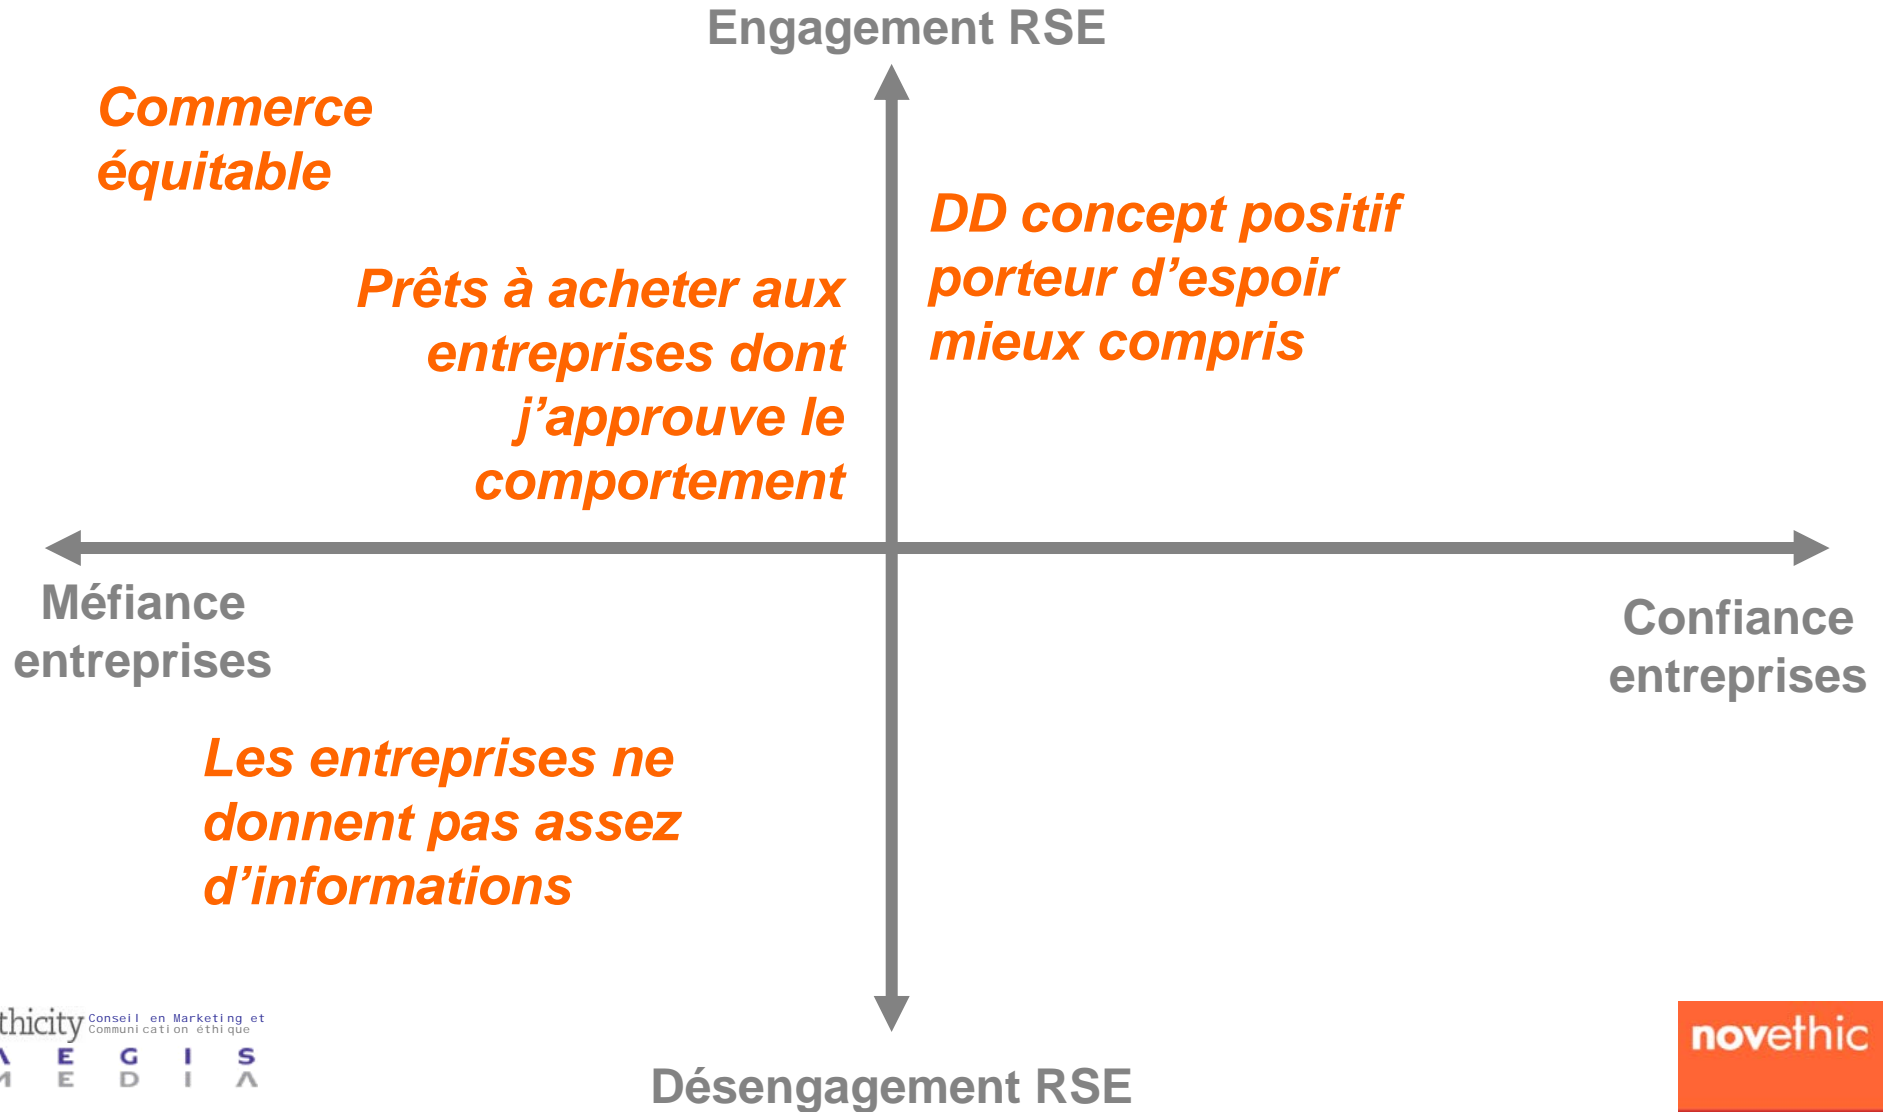 Engagement RSE
Commerce
équitable
DD concept positif
porteur d’espoir
mieux compris
Prêts à acheter aux
entreprises dont
j’approuve le
comportement
Méfiance
entreprises
Confiance
entreprises
Les entreprises ne
donnent pas assez
d’informations
thicity Conseil en Marketing et
Communication éthique
A E G I S
M E D I A
novethic
Désengagement RSE